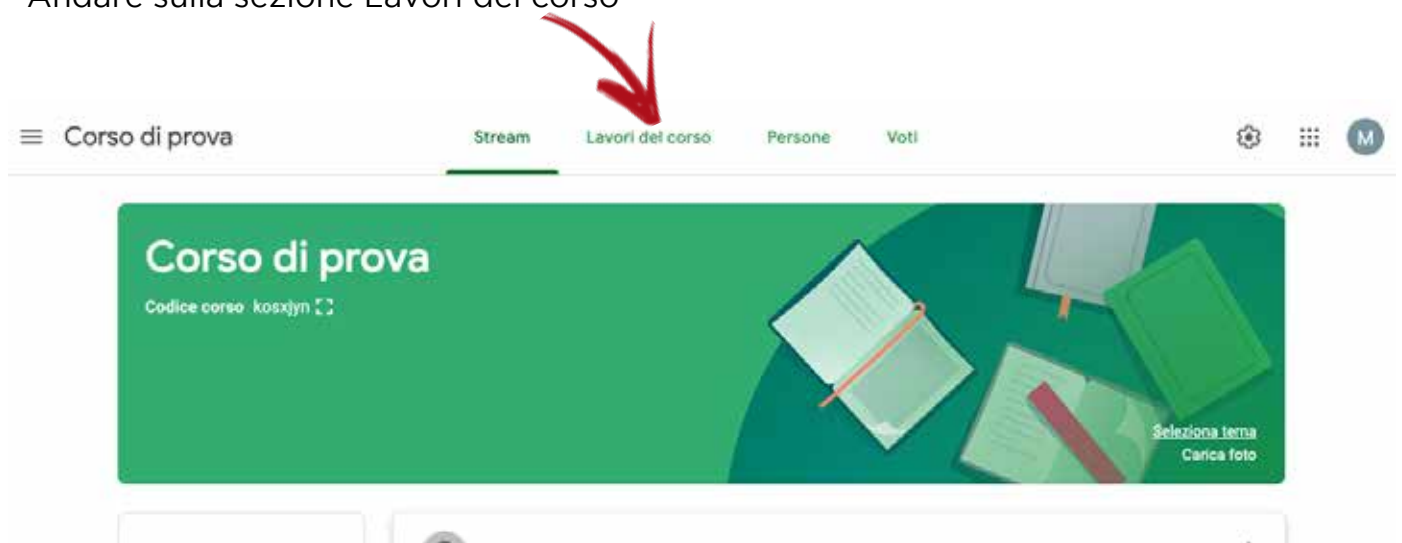 Andare sulla sezione Lavori del corso
Corso di prova
Stream Lavori del corso Persone Voti
M
Corso di prova
Codice corso kosxjyn
Seleziona tema
Carica foto